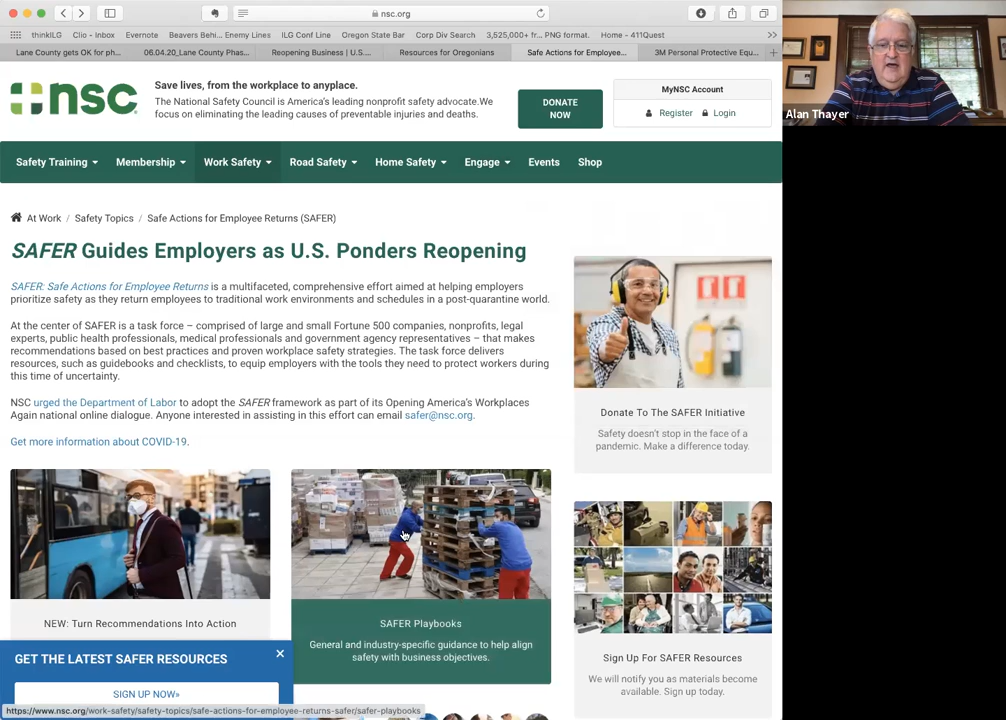 nsc.org
thinkILG
Clio - Inbox
Evernote
Beavers Behi... Enemy Lines
ILG Conf Line
Oregon State Bar
Corp Div Search
3,525,000+ fr... PNG format.
Home - 411Quest
Lane County gets OK for ph...
06.04.20_Lane County Phas...
Reopening Business | U.S....
Resources for Oregonians
Safe Actions for Employee...
3M Personal Protective Equ...
nsc
Save lives, from the workplace to anyplace.
The National Safety Council is America's leading nonprofit safety advocate.We
focus on eliminating the leading causes of preventable injuries and deaths.
DONATE
NOW
MyNSC Account
Register
Login
Alan Thayer
Safety Training
Membership
Work Safety
Road Safety
Home Safety
Engage
Events
Shop
At Work / Safety Topics / Safe Actions for Employee Returns (SAFER)
SAFER Guides Employers as U.S. Ponders Reopening
SAFER: Safe Actions for Employee Returns is a multifaceted, comprehensive effort aimed at helping employers
prioritize safety as they return employees to traditional work environments and schedules in a post-quarantine world.
At the center of SAFER is a task force – comprised of large and small Fortune 500 companies, nonprofits, legal
experts, public health professionals, medical professionals and government agency representatives – that makes
recommendations based on best practices and proven workplace safety strategies. The task force delivers
resources, such as guidebooks and checklists, to equip employers with the tools they need to protect workers during
this time of uncertainty.
NSC urged the Department of Labor to adopt the SAFER framework as part of its Opening America's Workplaces
Again national online dialogue. Anyone interested in assisting in this effort can email safer@nsc.org.
Get more information about COVID-19.
Donate To The SAFER Initiative
Safety doesn't stop in the face of a
pandemic. Make a difference today.
NEW: Turn Recommendations Into Action
SAFER Playbooks
General and industry-specific guidance to help align
safety with business objectives.
Sign Up For SAFER Resources
We will notify you as materials become
available. Sign up today.
GET THE LATEST SAFER RESOURCES
SIGN UP NOW»
https://www.nsc.org/work-safety/safety-topics/safe-actions-for-employee-returns-safer/safer-playbooks